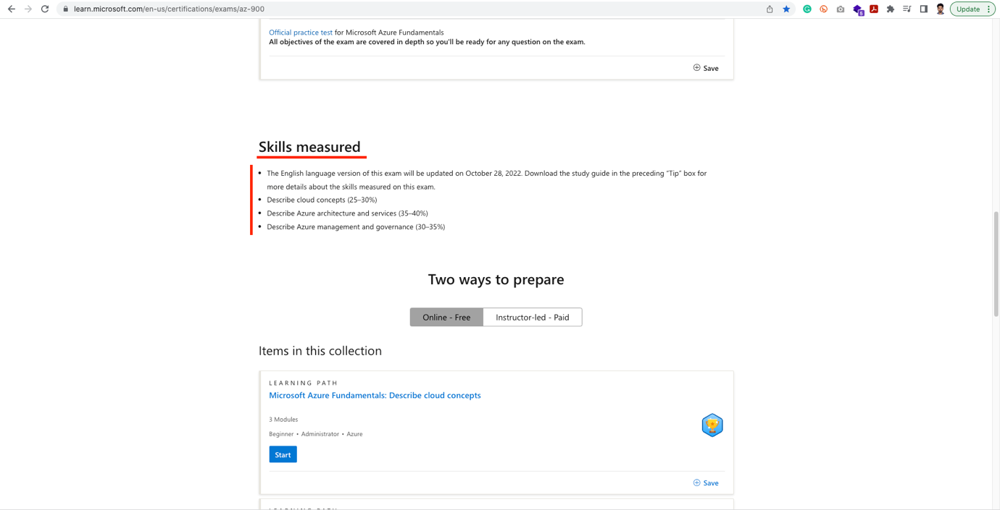 learn.microsoft.com/en-us/certifications/exams/az-900
5
Update
Official practice test for Microsoft Azure Fundamentals
All objectives of the exam are covered in depth so you'll be ready for any question on the exam.
Save
Skills measured
• The English language version of this exam will be updated on October 28, 2022. Download the study guide in the preceding “Tip” box for
more details about the skills measured on this exam.
• Describe cloud concepts (25–30%)
• Describe Azure architecture and services (35–40%)
• Describe Azure management and governance (30–35%)
Two ways to prepare
Online - Free
Instructor-led - Paid
Items in this collection
LEARNING PATH
Microsoft Azure Fundamentals: Describe cloud concepts
3 Modules
Beginner • Administrator • Azure
Start
Save
LEARNING PATH